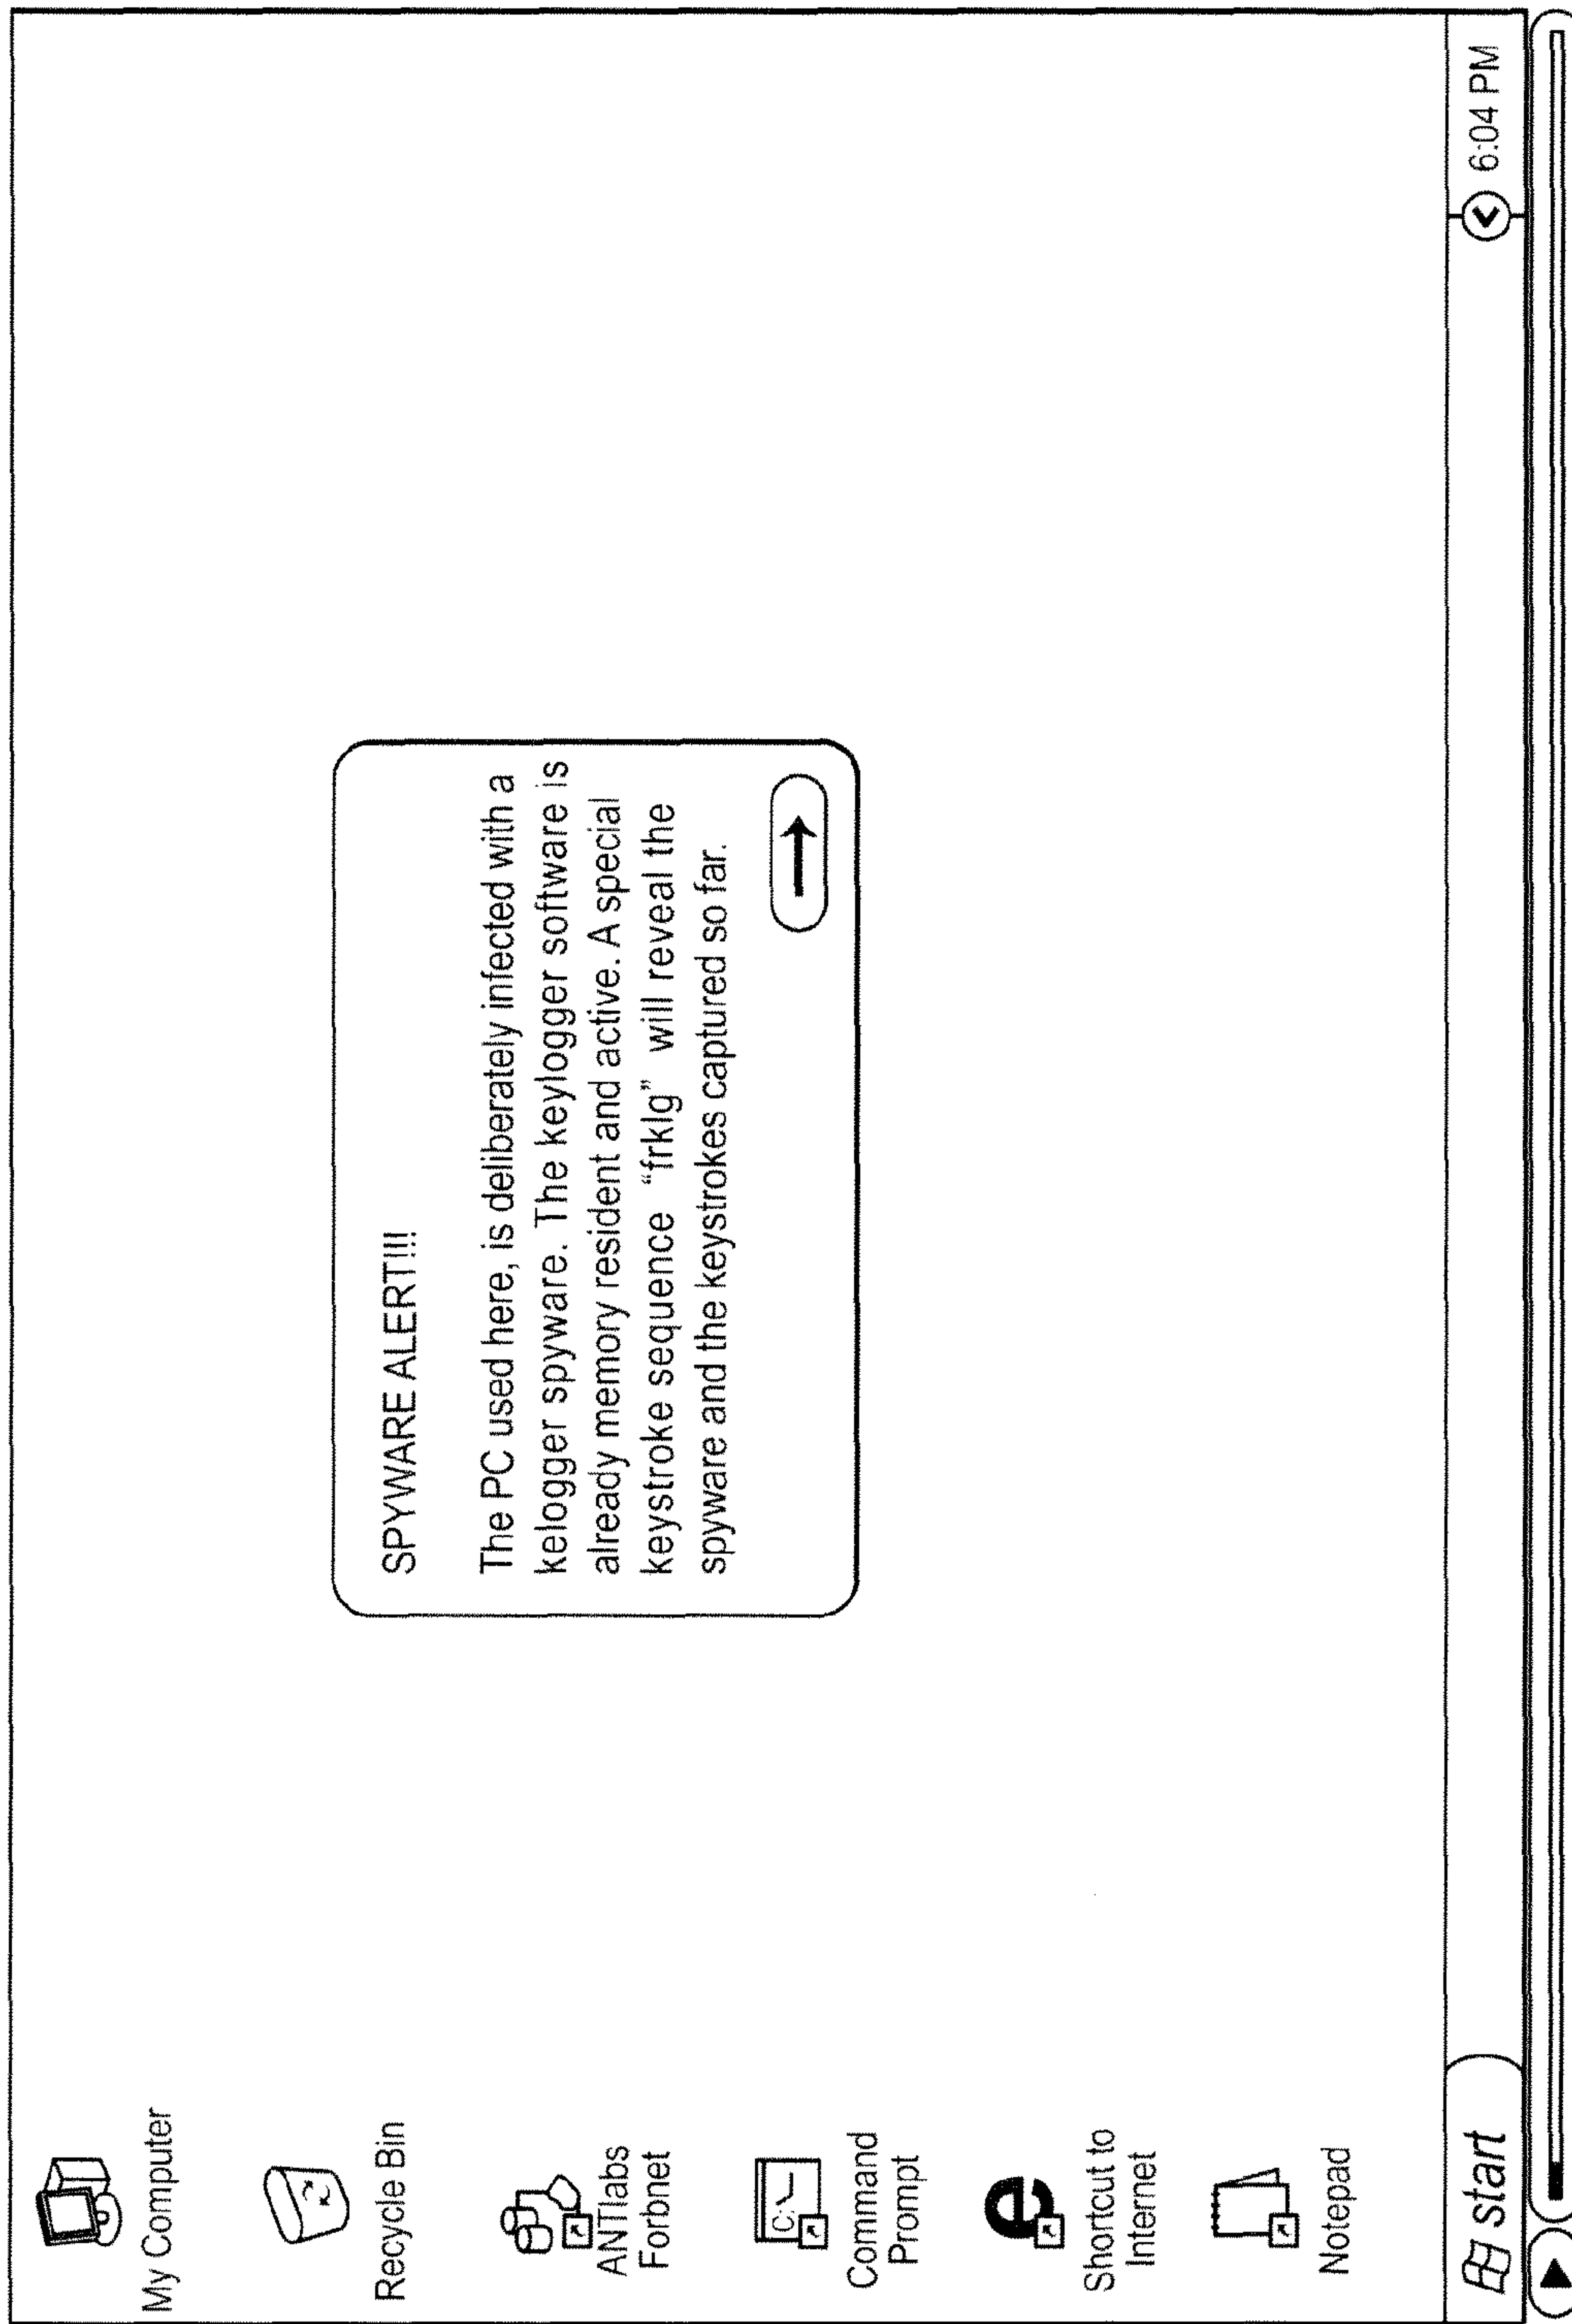 My Computer
Recycle Bin
ANTlabs
Forbnet
C:\
Command
Prompt
e
Shortcut to
Internet
Notepad
SPYWARE ALERT!!!
The PC used here, is deliberately infected with a
kelogger spyware. The keylogger software is
already memory resident and active. A special
keystroke sequence "frklg" will reveal the
spyware and the keystrokes captured so far.
start
6:04 PM